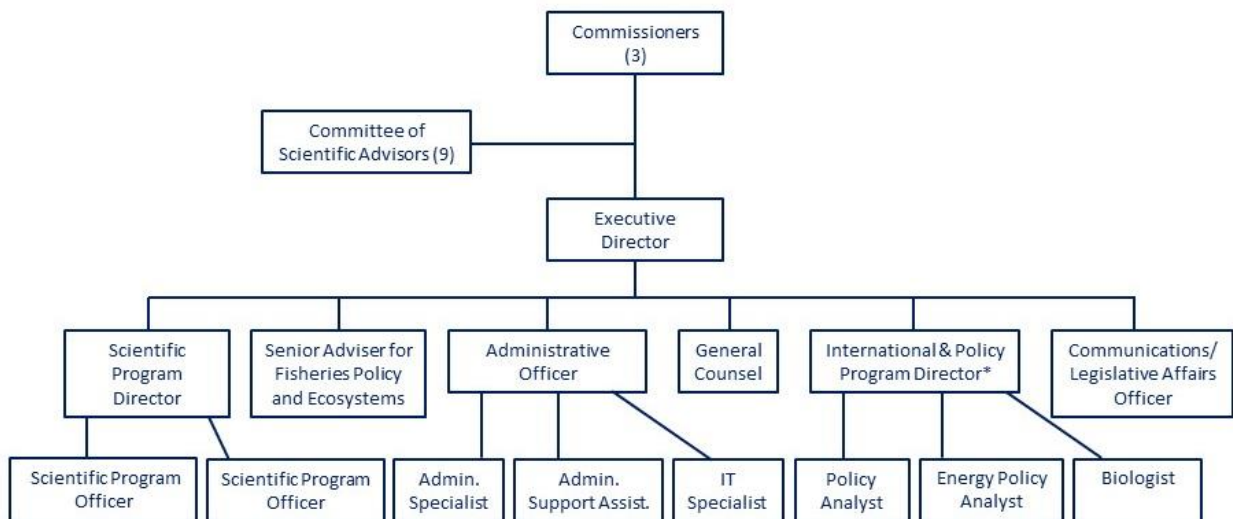 Commissioners
(3)
Committee of
Scientific Advisors (9)
Executive
Director
Scientific
Program
Director
Senior Adviser for
Fisheries Policy
and Ecosystems
Administrative
Officer
General
Counsel
International & Policy
Program Director*
Communications/
Legislative Affairs
Officer
Scientific Program
Officer
Scientific Program
Officer
Admin.
Specialist
Admin.
Support Assist.
IT
Specialist
Policy
Analyst
Energy Policy
Analyst
Biologist